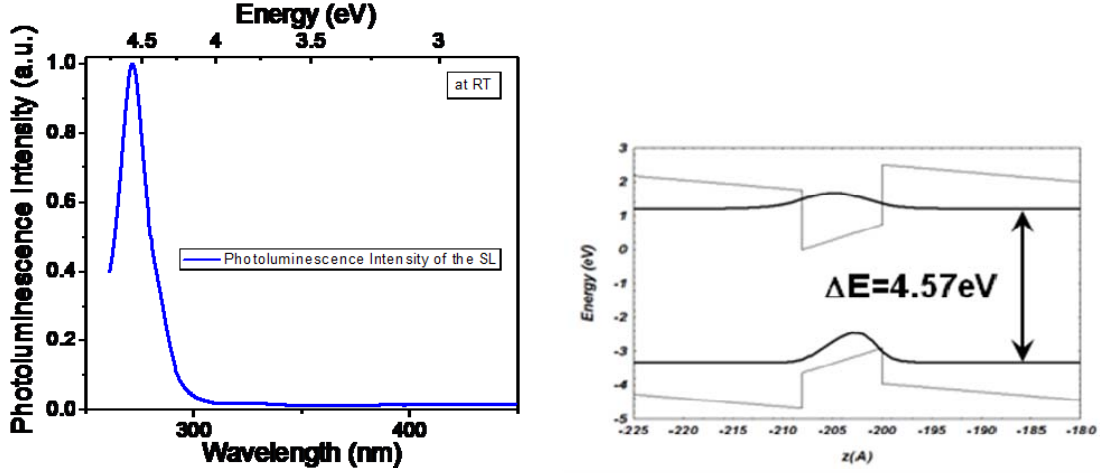 Energy (eV)
4.5 4 3.5 3
Photoluminescence Intensity (a.u.)
1.0
0.8
0.6
0.4
0.2
0.0
at RT
Photoluminescence Intensity of the SL
300 400
Wavelength (nm)
Energy (eV)
3
2
1
0
-1
-2
-3
-4
-5
ΔE=4.57eV
-225 -220 -215 -210 -205 -200 -195 -190 -185 -180
z(A)